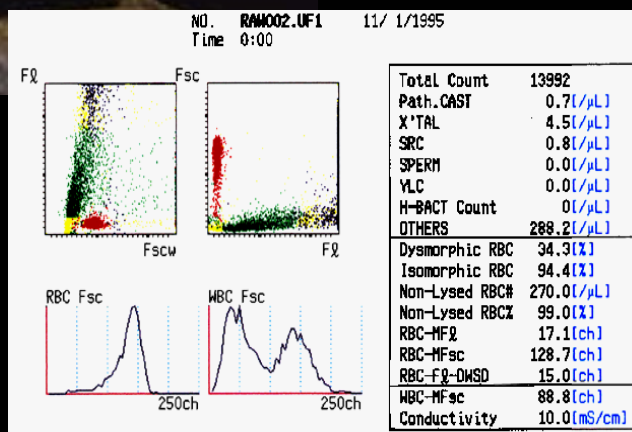 NO. RAW002.UF1 11/ 1/1995
Time 0:00
Fℓ
Fscw
Fsc
Fℓ
RBC Fsc
250ch
WBC Fsc
250ch
Total Count 13992
Path.CAST 0.7[/µL]
X'TAL 4.5[/µL]
SRC 0.8[/µL]
SPERM 0.0[/µL]
YLC 0.0[/µL]
H-BACT Count 0[/µL]
OTHERS 288.2[/µL]
Dysmorphic RBC 34.3[%]
Isomorphic RBC 94.4[%]
Non-Lysed RBC# 270.0[/µL]
Non-Lysed RBC% 99.0[%]
RBC-MFℓ 17.1[ch]
RBC-MFsc 128.7[ch]
RBC-Fℓ-DWSD 15.0[ch]
WBC-MFsc 88.8[ch]
Conductivity 10.0[mS/cm]